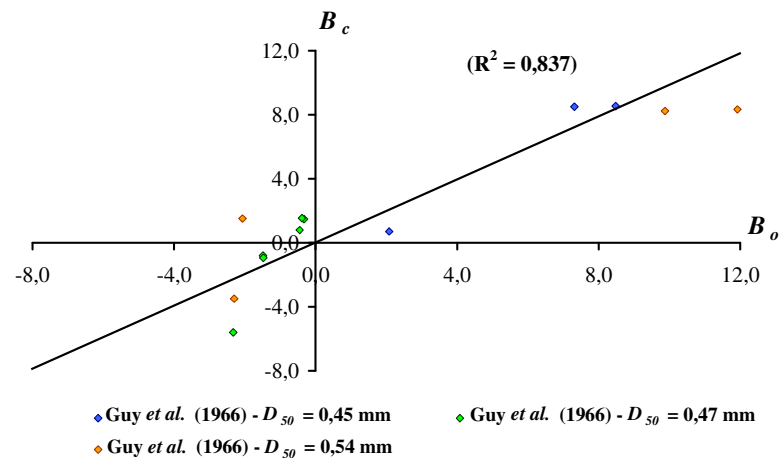 B c
12,0
(R² = 0,837)
8,0
4,0
0,0
B o
-8,0 -4,0 0,0 4,0 8,0 12,0
-4,0
-8,0
Guy et al. (1966) - D 50 = 0,45 mm
Guy et al. (1966) - D 50 = 0,47 mm
Guy et al. (1966) - D 50 = 0,54 mm